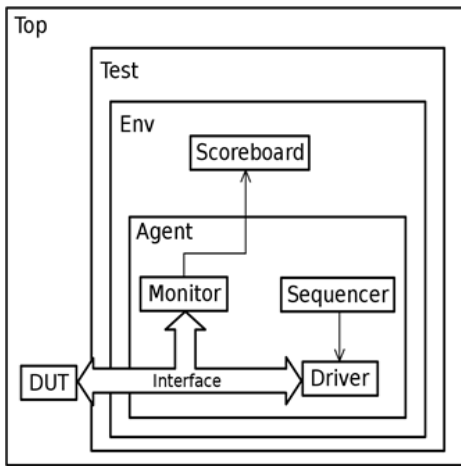 Top
Test
Env
Scoreboard
Agent
Monitor
Sequencer
DUT
Interface
Driver